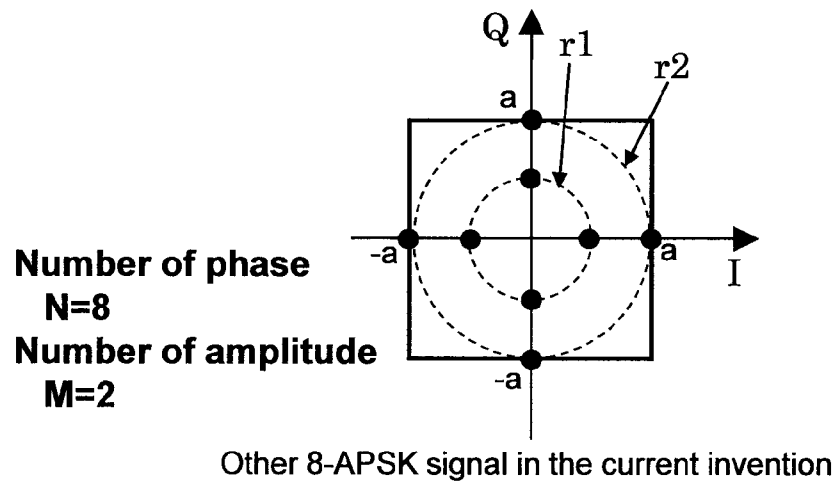 Q
r1
r2
a
-a
a
I
-a
Number of phase
N=8
Number of amplitude
M=2
Other 8-APSK signal in the current invention